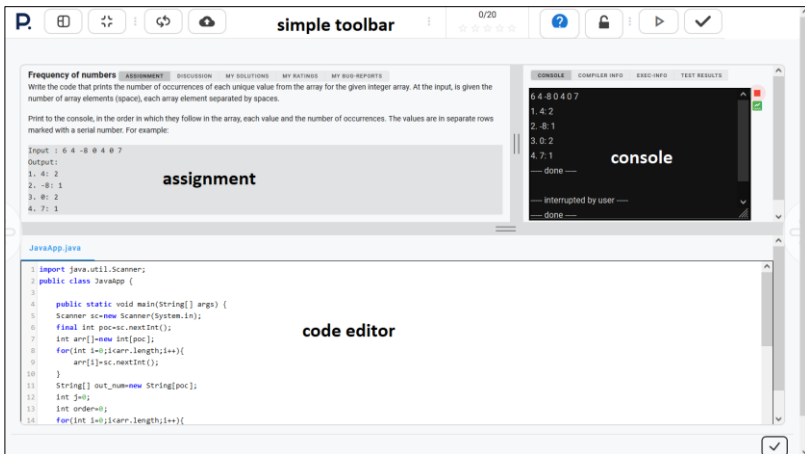 P.
simple toolbar
0/20
Frequency of numbers ASSIGNMENT DISCUSSION MY SOLUTIONS MY RATINGS MY BUG-REPORTS
Write the code that prints the number of occurrences of each unique value from the array for the given integer array. At the input, is given the
number of array elements (space), each array element separated by spaces.
Print to the console, in the order in which they follow in the array, each value and the number of occurrences. The values are in separate rows
marked with a serial number. For example:
Input : 6 4 -8 0 4 0 7
Output:
1. 4: 2
2. -8: 1
3. 0: 2
4. 7: 1
assignment
CONSOLE COMPILER INFO EXEC-INFO TEST RESULTS
6 4 -8 0 4 0 7
1. 4: 2
2. -8: 1
3. 0: 2
4. 7: 1
---- done ----
---- interrupted by user ----
---- done ----
console
JavaApp.java
1 import java.util.Scanner;
2 public class JavaApp {
3
4 public static void main(String[] args) {
5 Scanner sc=new Scanner(System.in);
6 final int poc=sc.nextInt();
7 int arr[]=new int[poc];
8 for(int i=0;i<arr.length;i++){
9 arr[i]=sc.nextInt();
10 }
11 String[] out_num=new String[poc];
12 int j=0;
13 int order=0;
14 for(int i=0;i<arr.length;i++){
code editor